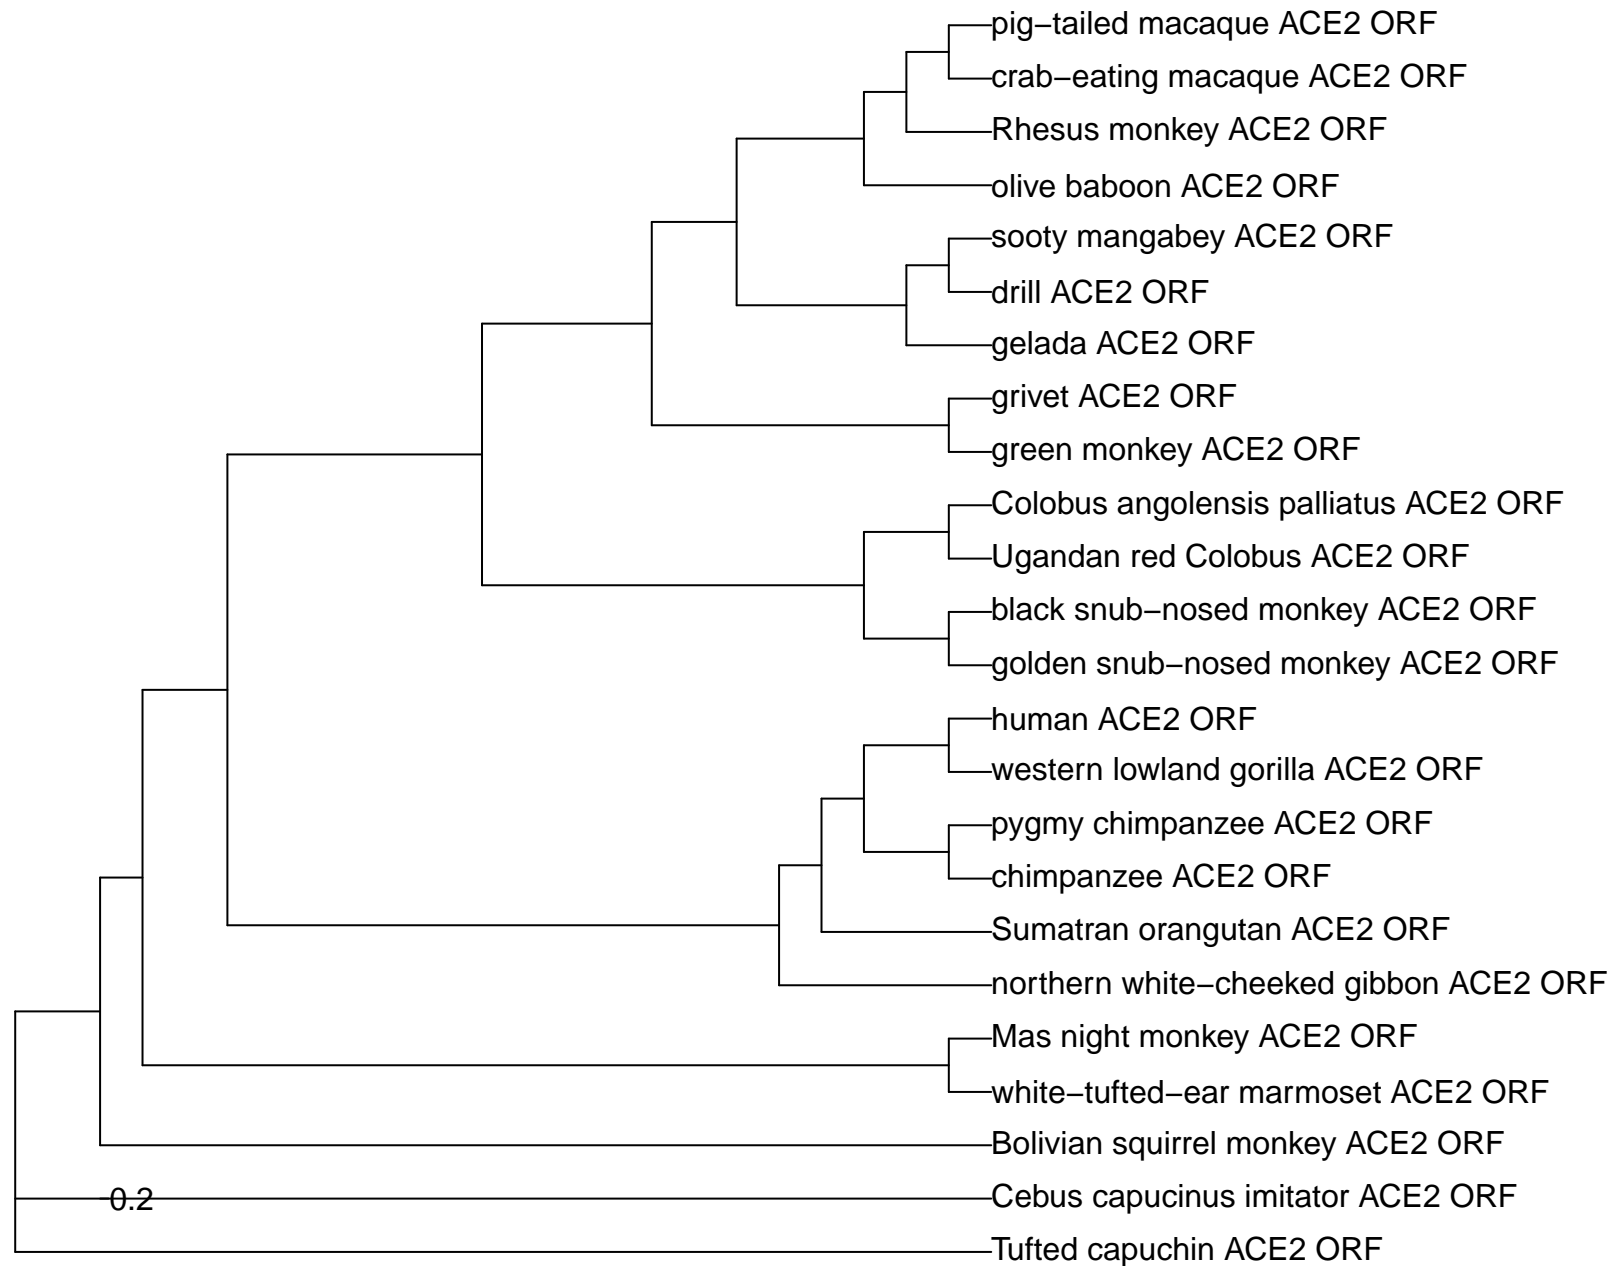 pig–tailed macaque ACE2 ORF
crab–eating macaque ACE2 ORF
Rhesus monkey ACE2 ORF
olive baboon ACE2 ORF
sooty mangabey ACE2 ORF
drill ACE2 ORF
gelada ACE2 ORF
grivet ACE2 ORF
green monkey ACE2 ORF
Colobus angolensis palliatus ACE2 ORF
Ugandan red Colobus ACE2 ORF
black snub–nosed monkey ACE2 ORF
golden snub–nosed monkey ACE2 ORF
human ACE2 ORF
western lowland gorilla ACE2 ORF
pygmy chimpanzee ACE2 ORF
chimpanzee ACE2 ORF
Sumatran orangutan ACE2 ORF
northern white–cheeked gibbon ACE2 ORF
Mas night monkey ACE2 ORF
white–tufted–ear marmoset ACE2 ORF
Bolivian squirrel monkey ACE2 ORF
0.2 Cebus capucinus imitator ACE2 ORF
Tufted capuchin ACE2 ORF